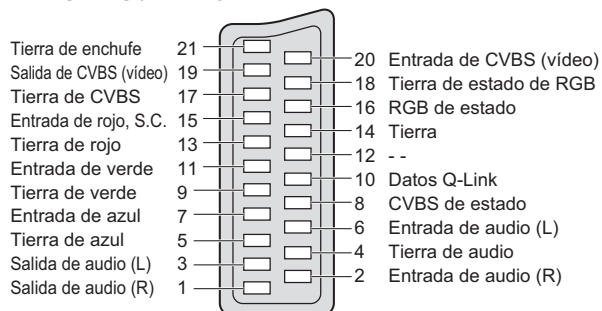 Tierra de enchufe 21
Salida de CVBS (vídeo) 19
Tierra de CVBS 17
Entrada de rojo, S.C. 15
Tierra de rojo 13
Entrada de verde 11
Tierra de verde 9
Entrada de azul 7
Tierra de azul 5
Salida de audio (L) 3
Salida de audio (R) 1
20 Entrada de CVBS (vídeo)
18 Tierra de estado de RGB
16 RGB de estado
14 Tierra
12 - -
10 Datos Q-Link
8 CVBS de estado
6 Entrada de audio (L)
4 Tierra de audio
2 Entrada de audio (R)